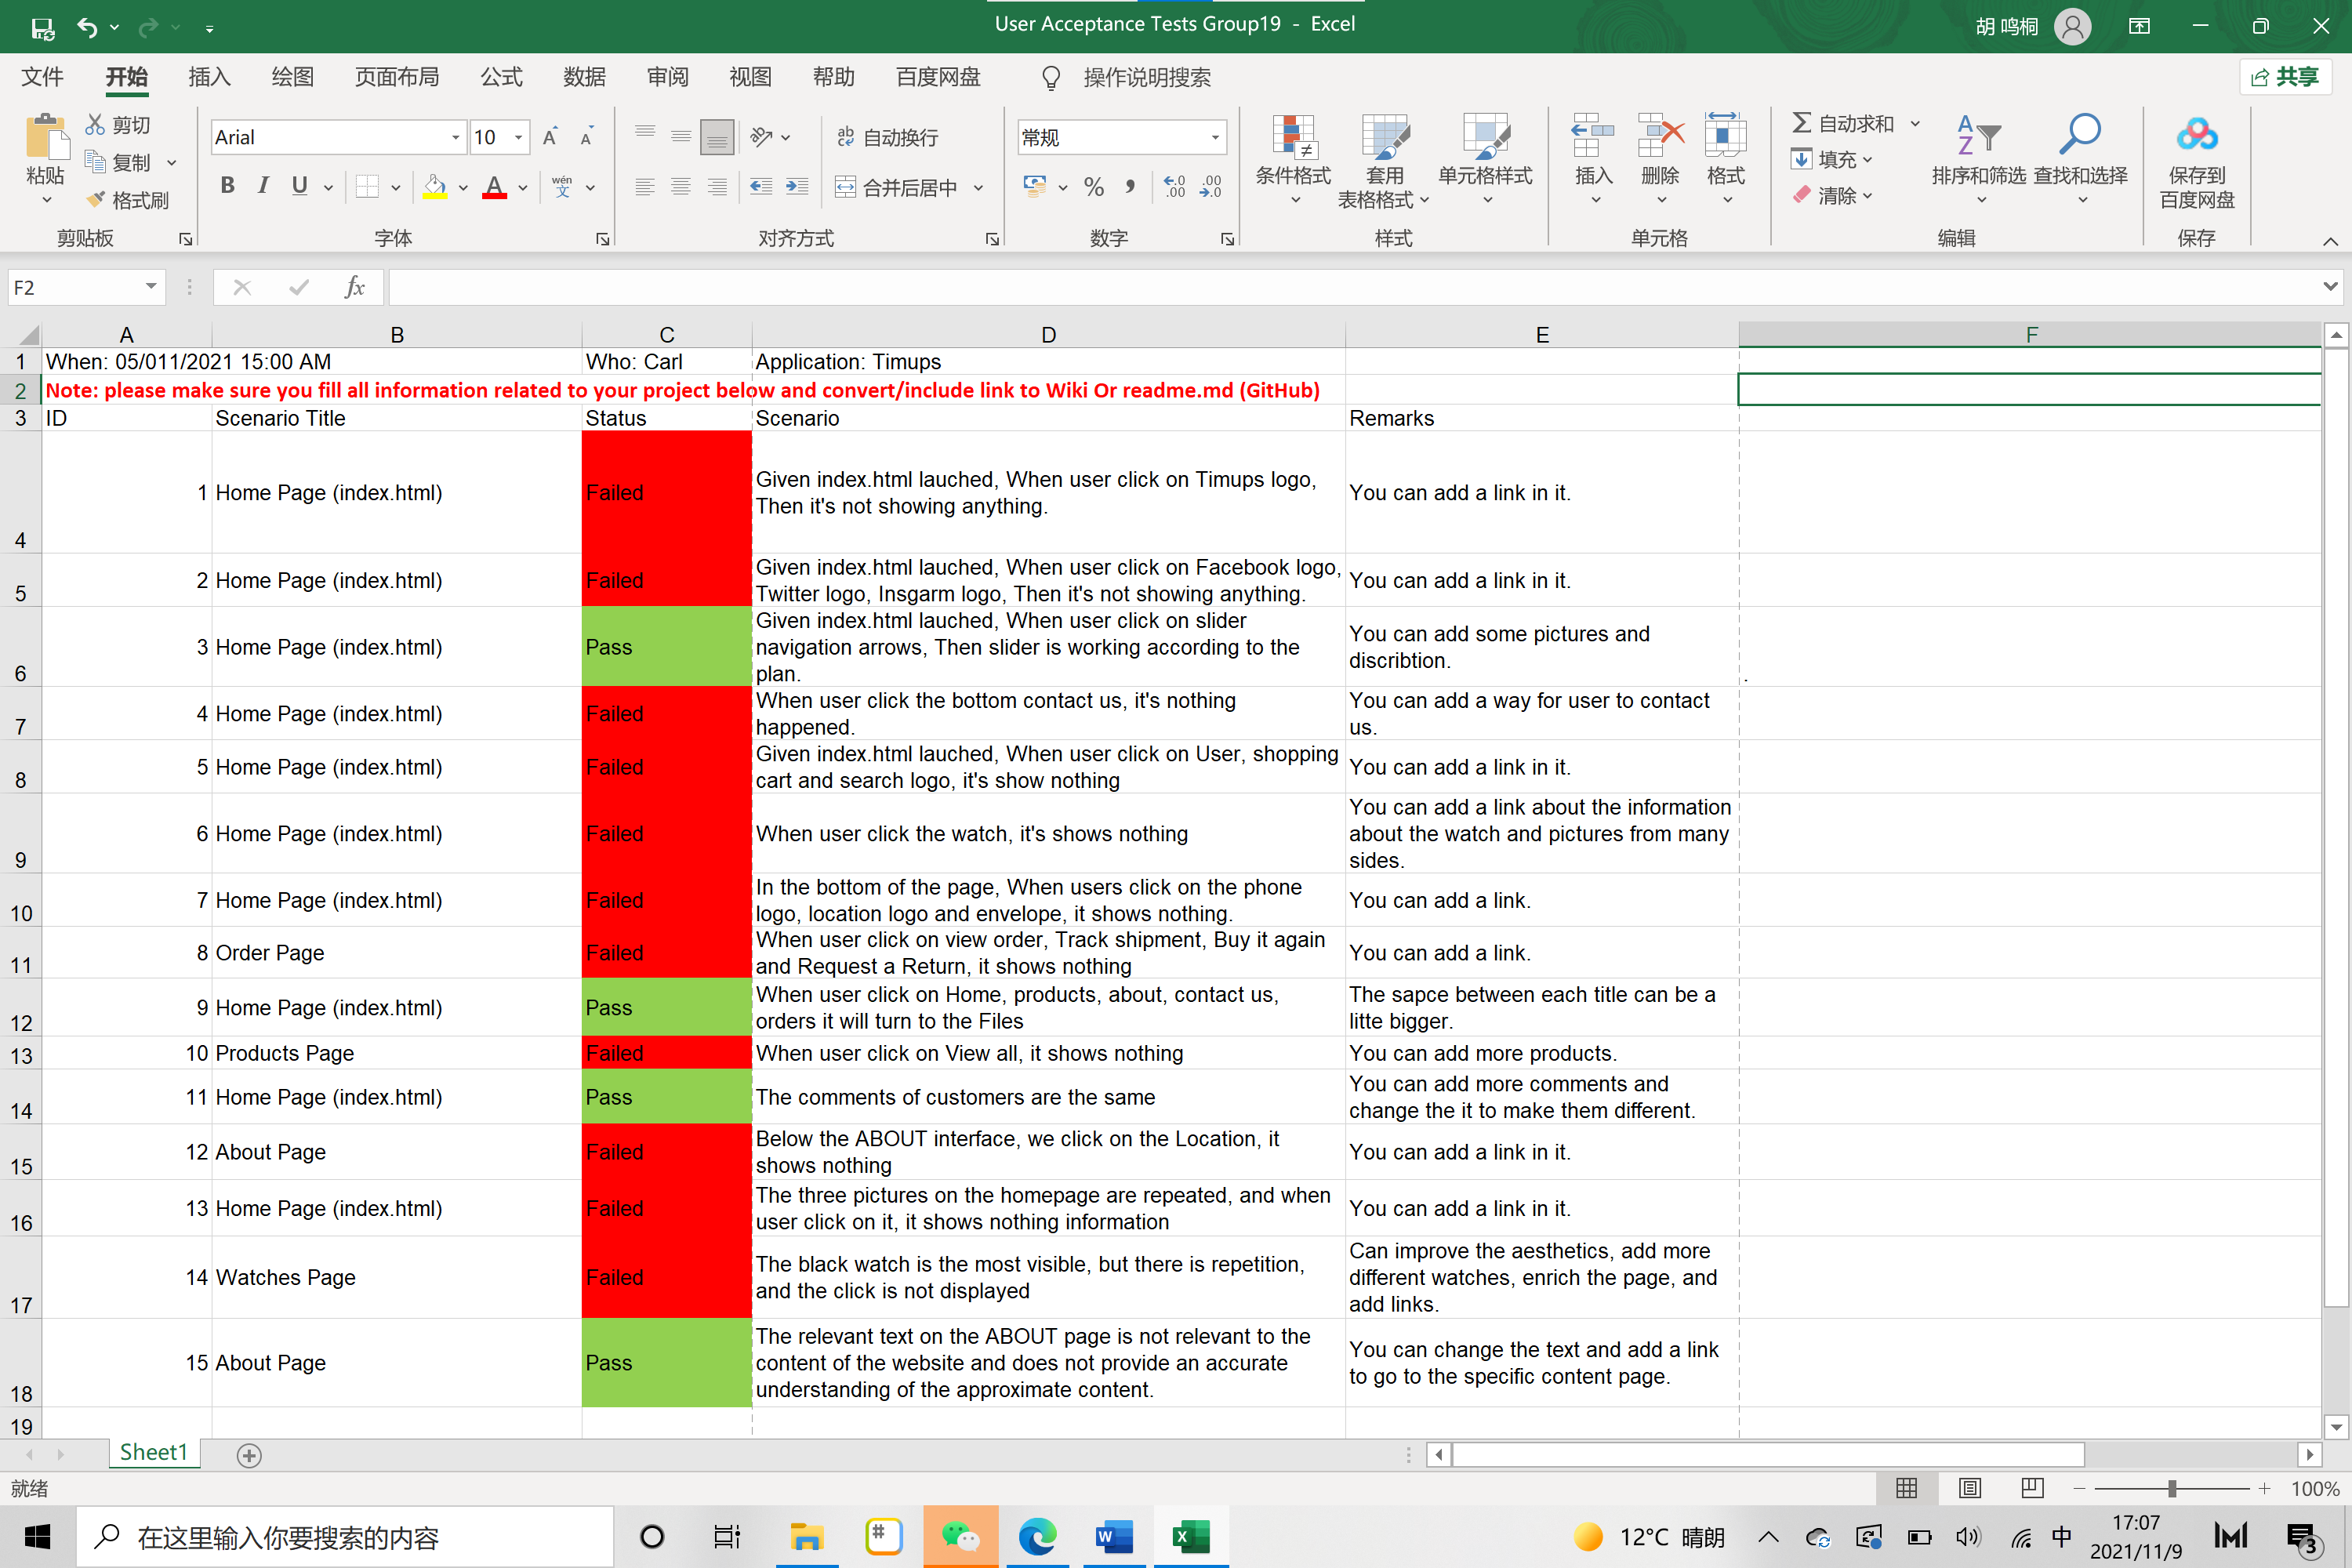 User Acceptance Tests Group19 - Excel
胡 鸣桐
文件 开始 插入 绘图 页面布局 公式 数据 审阅 视图 帮助 百度网盘 操作说明搜索 共享
粘贴 剪切 复制 格式刷
Arial 10
B I U A wén 文
ab 自动换行
合并后居中
常规
% .00
条件格式 套用 表格格式 单元格样式
插入 删除 格式
自动求和 填充 清除
排序和筛选 查找和选择
保存到 百度网盘
剪贴板 字体 对齐方式 数字 样式 单元格 编辑 保存
F2 fx
A B C D E F
1 When: 05/011/2021 15:00 AM Who: Carl Application: Timups
2 Note: please make sure you fill all information related to your project below and convert/include link to Wiki Or readme.md (GitHub)
3 ID Scenario Title Status Scenario Remarks
4 1 Home Page (index.html) Failed Given index.html lauched, When user click on Timups logo, Then it's not showing anything. You can add a link in it.
5 2 Home Page (index.html) Failed Given index.html lauched, When user click on Facebook logo, Twitter logo, Insgarm logo, Then it's not showing anything. You can add a link in it.
6 3 Home Page (index.html) Pass Given index.html lauched, When user click on slider navigation arrows, Then slider is working according to the plan. You can add some pictures and discribtion. .
7 4 Home Page (index.html) Failed When user click the bottom contact us, it's nothing happened. You can add a way for user to contact us.
8 5 Home Page (index.html) Failed Given index.html lauched, When user click on User, shopping cart and search logo, it's show nothing You can add a link in it.
9 6 Home Page (index.html) Failed When user click the watch, it's shows nothing You can add a link about the information about the watch and pictures from many sides.
10 7 Home Page (index.html) Failed In the bottom of the page, When users click on the phone logo, location logo and envelope, it shows nothing. You can add a link.
11 8 Order Page Failed When user click on view order, Track shipment, Buy it again and Request a Return, it shows nothing You can add a link.
12 9 Home Page (index.html) Pass When user click on Home, products, about, contact us, orders it will turn to the Files The sapce between each title can be a litte bigger.
13 10 Products Page Failed When user click on View all, it shows nothing You can add more products.
14 11 Home Page (index.html) Pass The comments of customers are the same You can add more comments and change the it to make them different.
15 12 About Page Failed Below the ABOUT interface, we click on the Location, it shows nothing You can add a link in it.
16 13 Home Page (index.html) Failed The three pictures on the homepage are repeated, and when user click on it, it shows nothing information You can add a link in it.
17 14 Watches Page Failed The black watch is the most visible, but there is repetition, and the click is not displayed Can improve the aesthetics, add more different watches, enrich the page, and add links.
18 15 About Page Pass The relevant text on the ABOUT page is not relevant to the content of the website and does not provide an accurate understanding of the approximate content. You can change the text and add a link to go to the specific content page.
19
Sheet1
就绪 100%
在这里输入你要搜索的内容
12°C 晴朗 中 17:07
2021/11/9 3